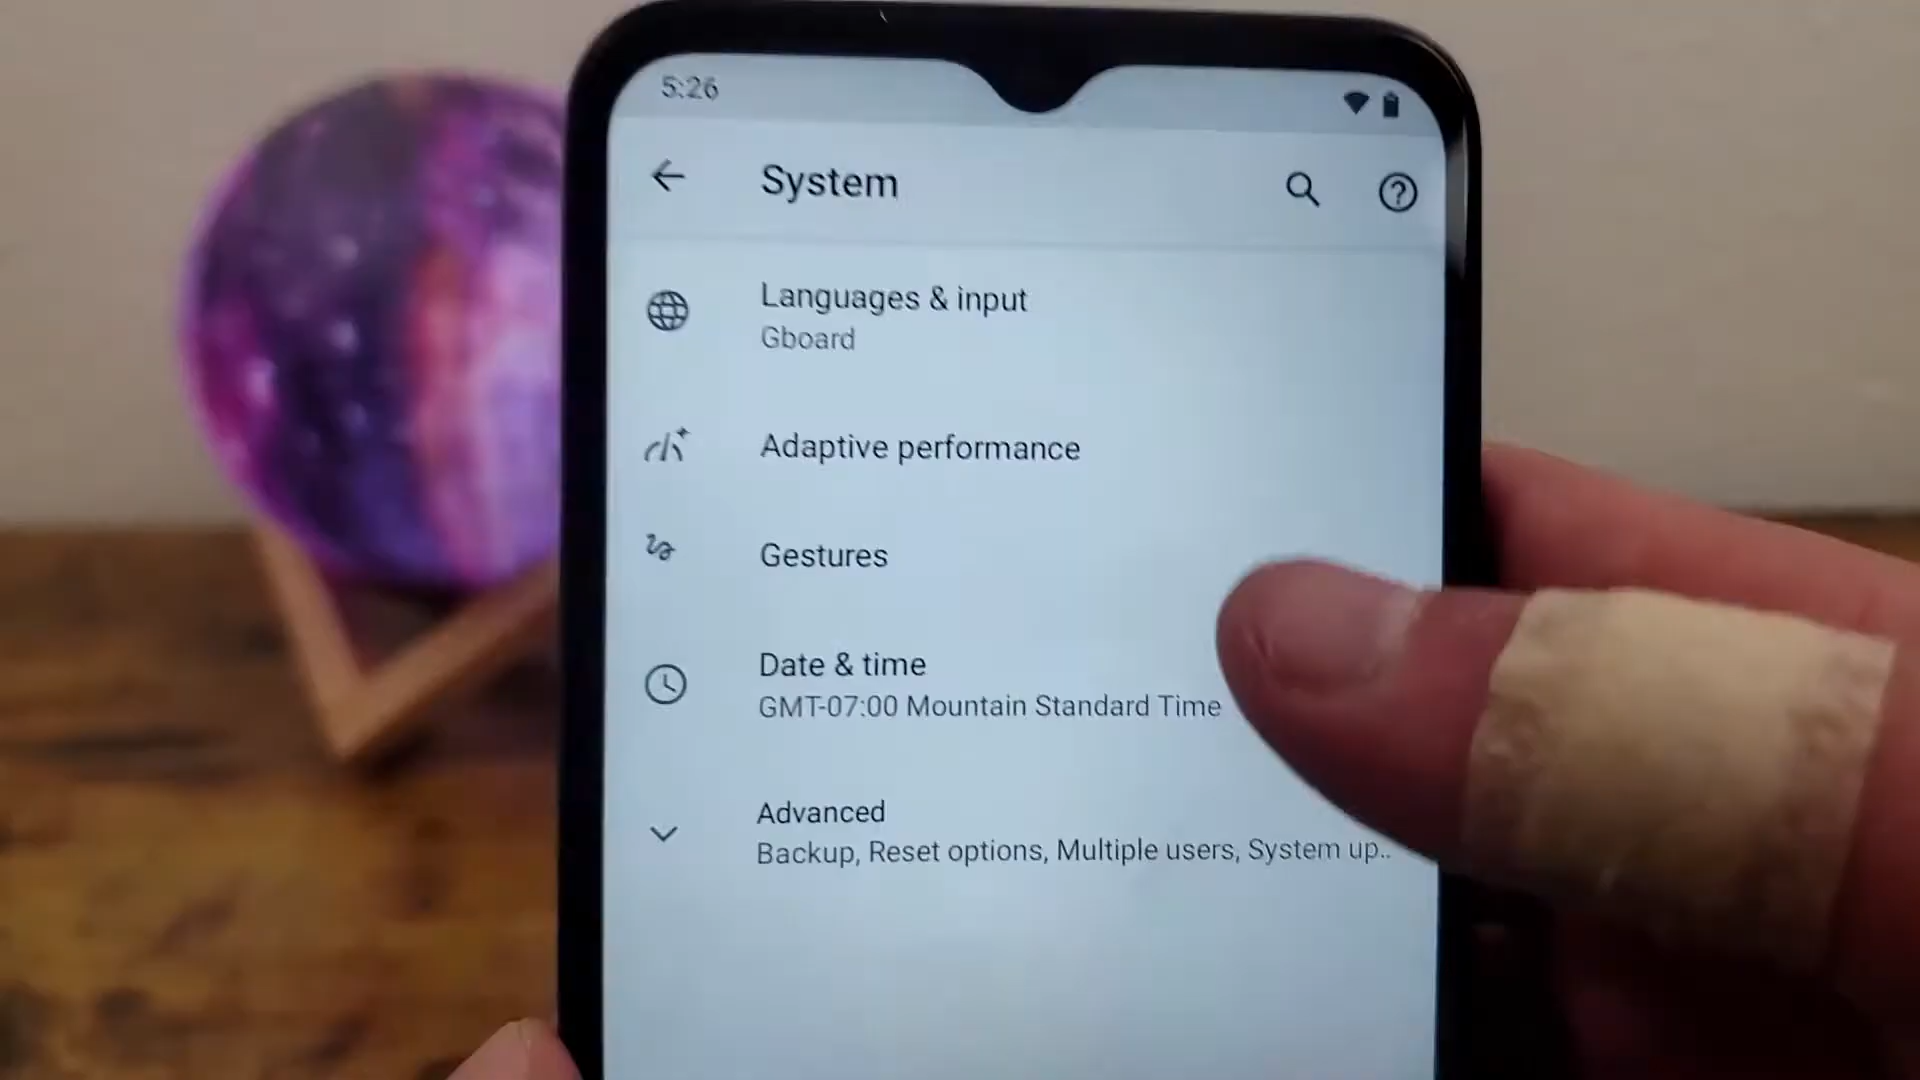 5:26
System
Languages & input
Gboard
Adaptive performance
Gestures
Date & time
GMT-07:00 Mountain Standard Time
Advanced
Backup, Reset options, Multiple users, System up..